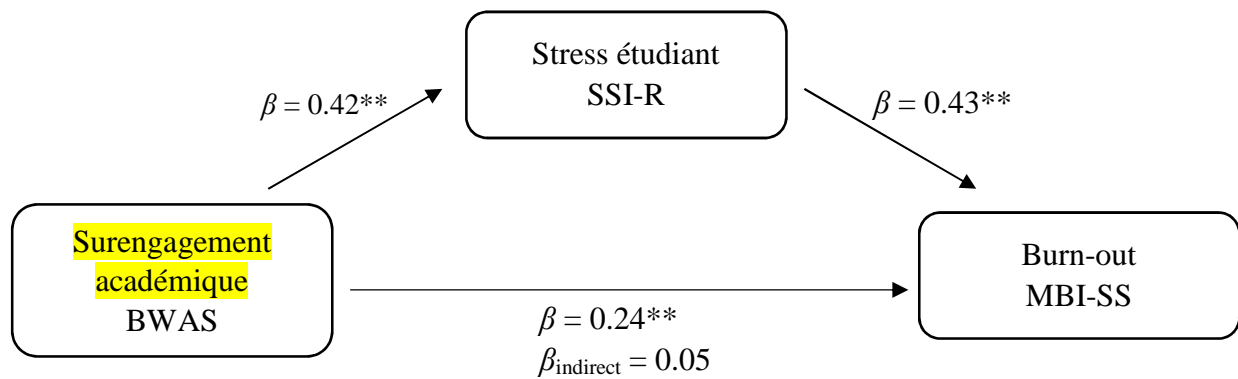 Stress étudiant
SSI-R
β = 0.42**
β = 0.43**
Surengagement
académique
BWAS
Burn-out
MBI-SS
β = 0.24**
βindirect = 0.05